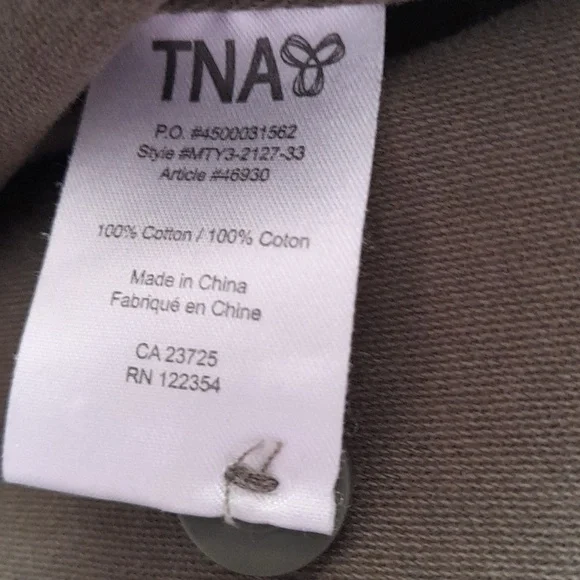 TNA
P.O. #4500031562
Style #MTY3-2127-33
Article #46930
100% Cotton / 100% Coton
Made in China
Fabriqué en Chine
CA 23725
RN 122354